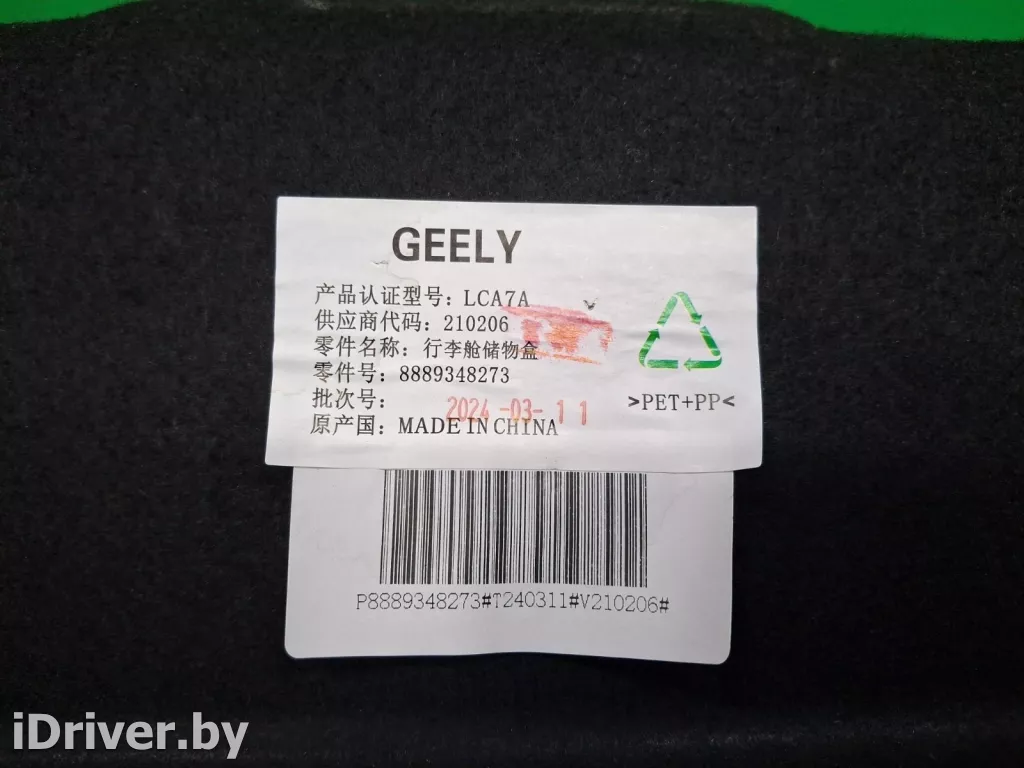 GEELY
产品认证型号: LCA7A
供应商代码: 210206
零件名称: 行李舱储物盒
零件号: 8889348273
批次号: 2024-03-11
原产国: MADE IN CHINA
>PET+PP<
P8889348273#T240311#V210206#
iDriver.by